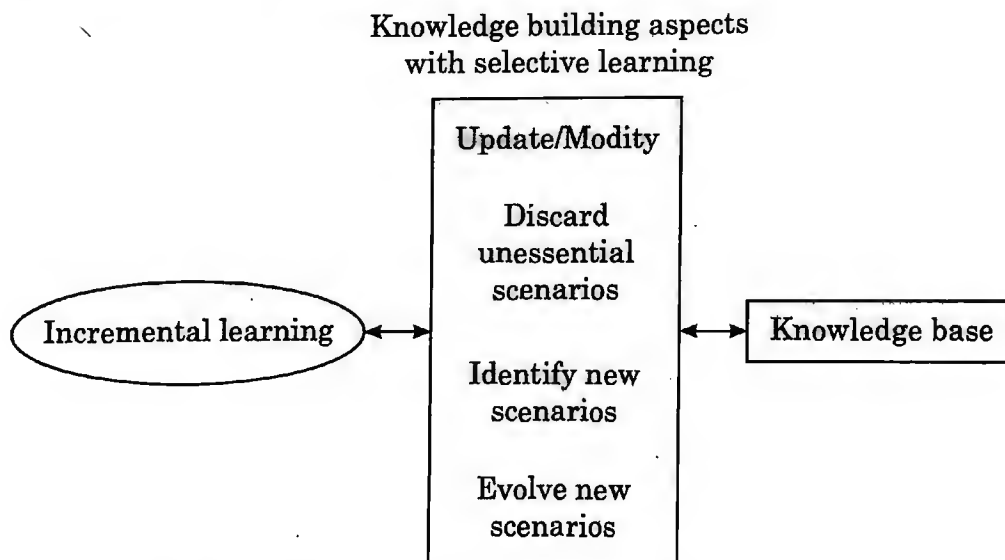 Knowledge building aspects
with selective learning
Update/Modity
Discard
unessential
scenarios
Incremental learning
Knowledge base
Identify new
scenarios
Evolve new
scenarios